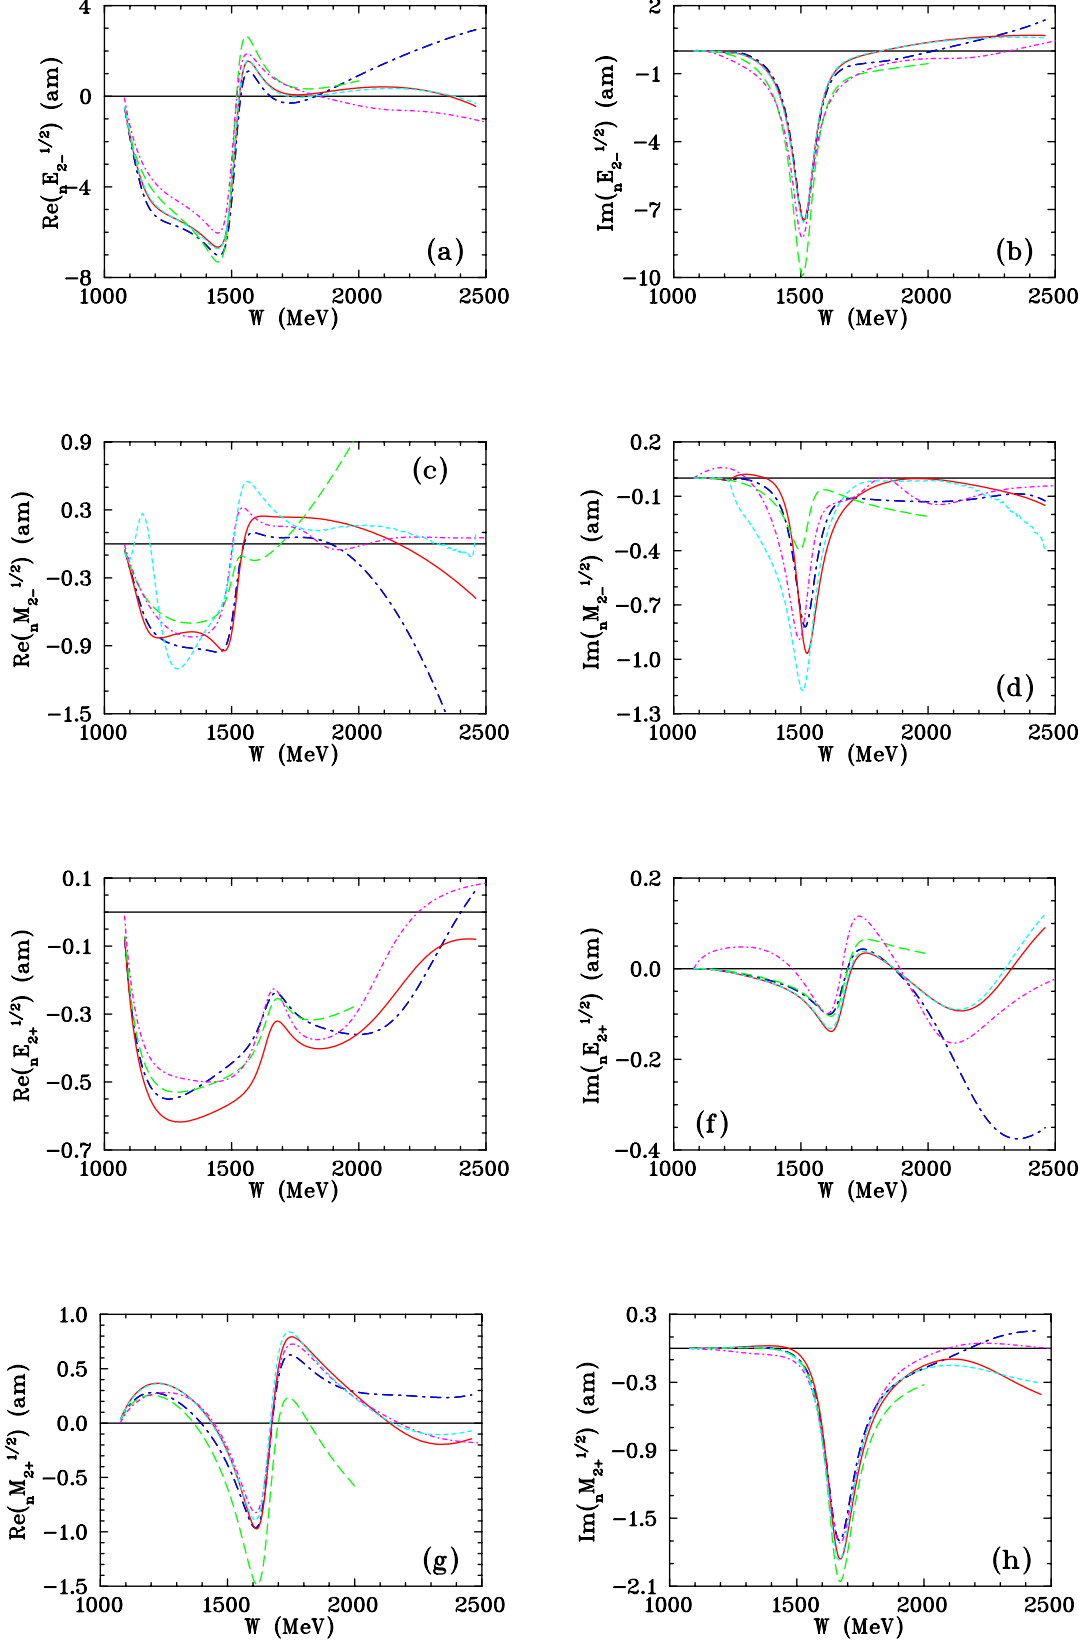 4
0
−4
−8
Re(ₙE₂₋¹/²) (am)
(a)
1000 1500 2000 2500
W (MeV)
2
−1
−4
−7
−10
Im(ₙE₂₋¹/²) (am)
(b)
1000 1500 2000 2500
W (MeV)
0.9
0.3
−0.3
−0.9
−1.5
Re(ₙM₂₋¹/²) (am)
(c)
1000 1500 2000 2500
W (MeV)
0.2
−0.1
−0.4
−0.7
−1.0
−1.3
Im(ₙM₂₋¹/²) (am)
(d)
1000 1500 2000 2500
W (MeV)
0.1
−0.1
−0.3
−0.5
−0.7
Re(ₙE₂₊¹/²) (am)
1000 1500 2000 2500
W (MeV)
0.2
0.0
−0.2
−0.4
Im(ₙE₂₊¹/²) (am)
(f)
1000 1500 2000 2500
W (MeV)
1.0
0.5
0.0
−0.5
−1.0
−1.5
Re(ₙM₂₊¹/²) (am)
(g)
1000 1500 2000 2500
W (MeV)
0.3
−0.3
−0.9
−1.5
−2.1
Im(ₙM₂₊¹/²) (am)
(h)
1000 1500 2000 2500
W (MeV)